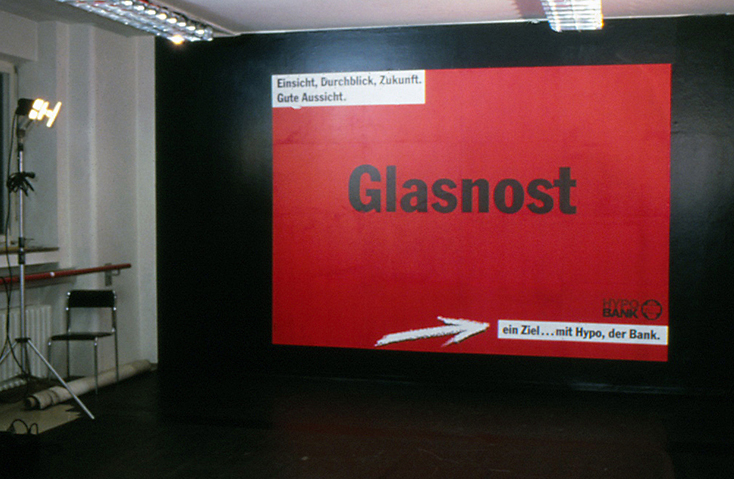 Einsicht, Durchblick, Zukunft.
Gute Aussicht.
Glasnost
HYPO
BANK
ein Ziel...mit Hypo, der Bank.